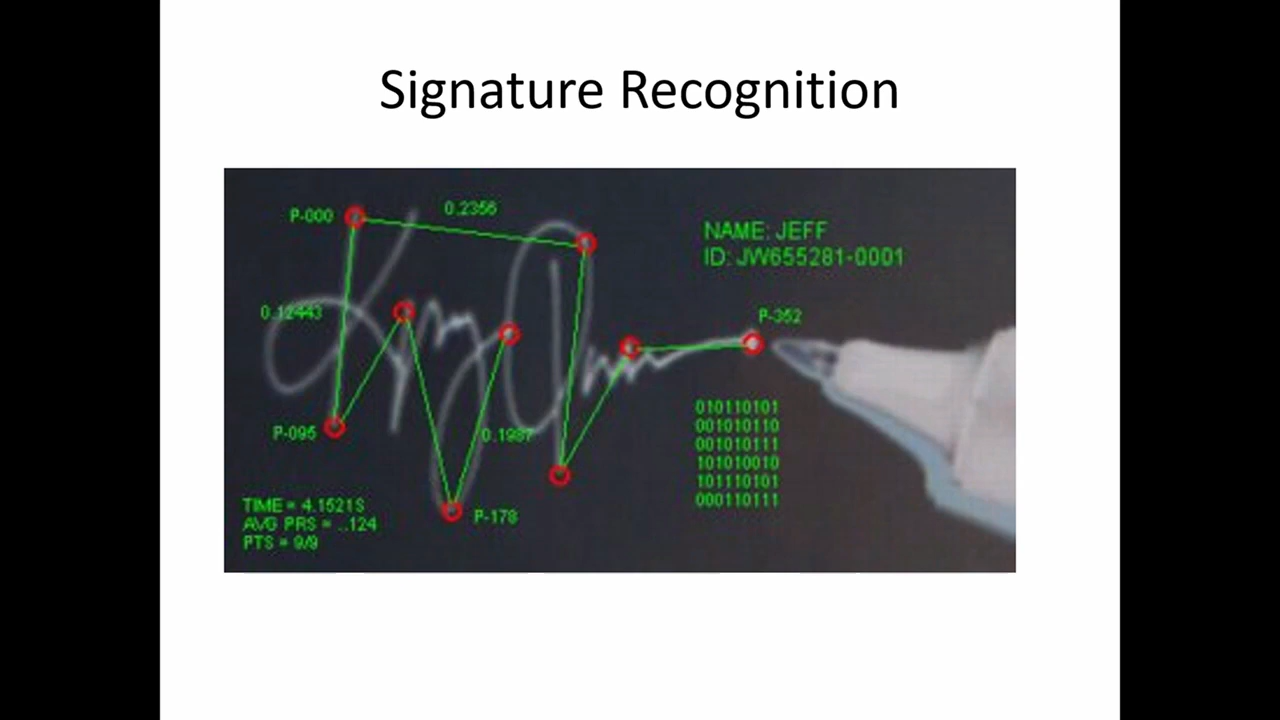 Signature Recognition
P-000
0.2356
NAME: JEFF
ID: JW655281-0001
0.12443
P-352
P-095
0.1987
010110101
001010110
001010111
101010010
101110101
000110111
TIME = 4.1521S
AVG PRS = ..124
PTS = 9/9
P-178